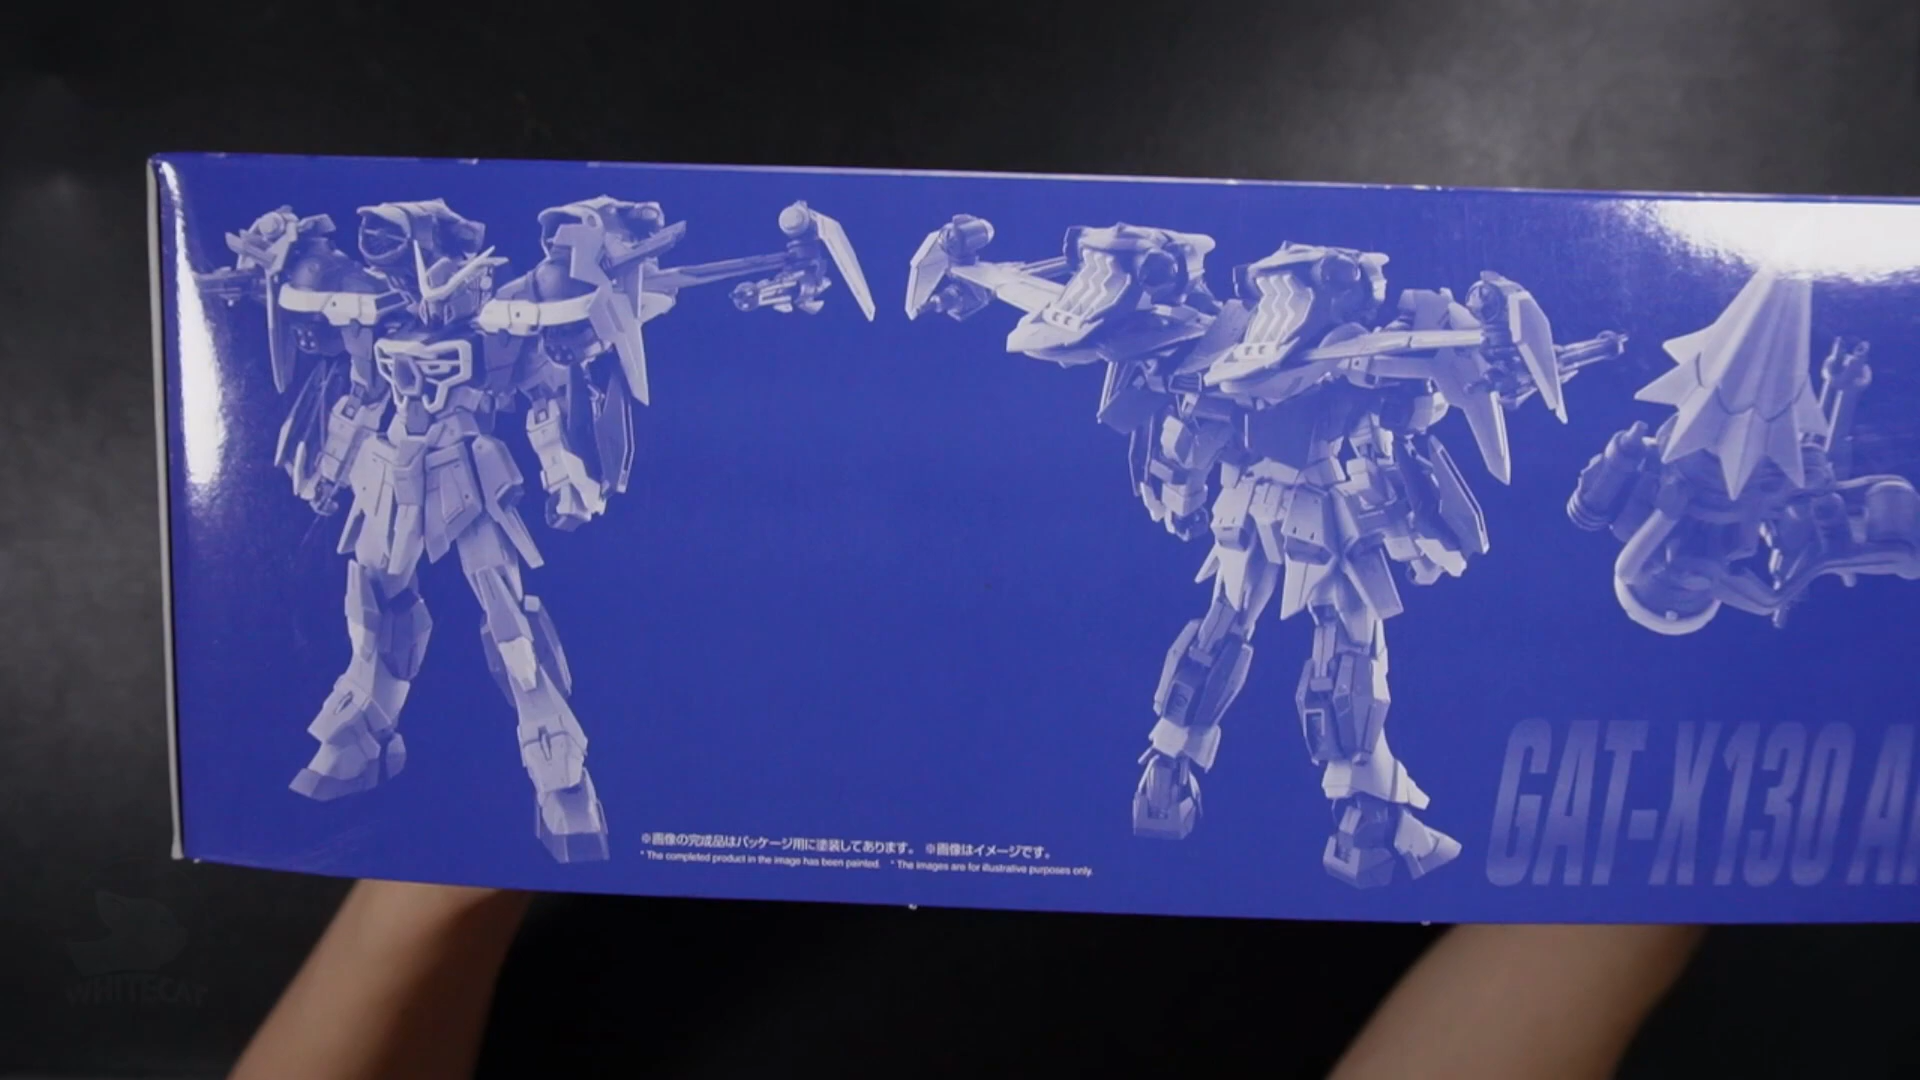 ※画像の完成品はパッケージ用に塗装してあります。 ※画像はイメージです。
* The completed product in the image has been painted. * The images are for illustrative purposes only.
GAT-X130
WHITECAT